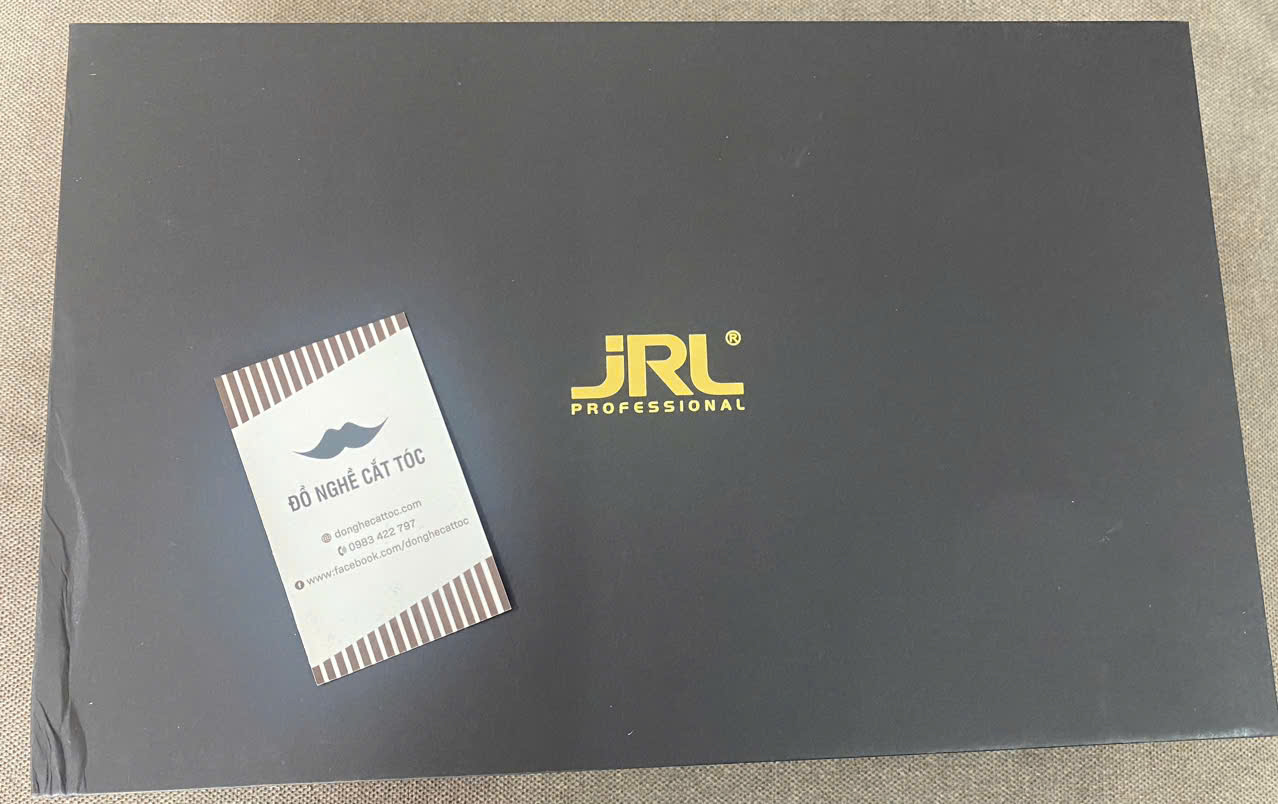 JRL®
PROFESSIONAL
ĐỒ NGHỀ CẮT TÓC
donghecattoc.com
0983 422 797
www.facebook.com/donghecattoc